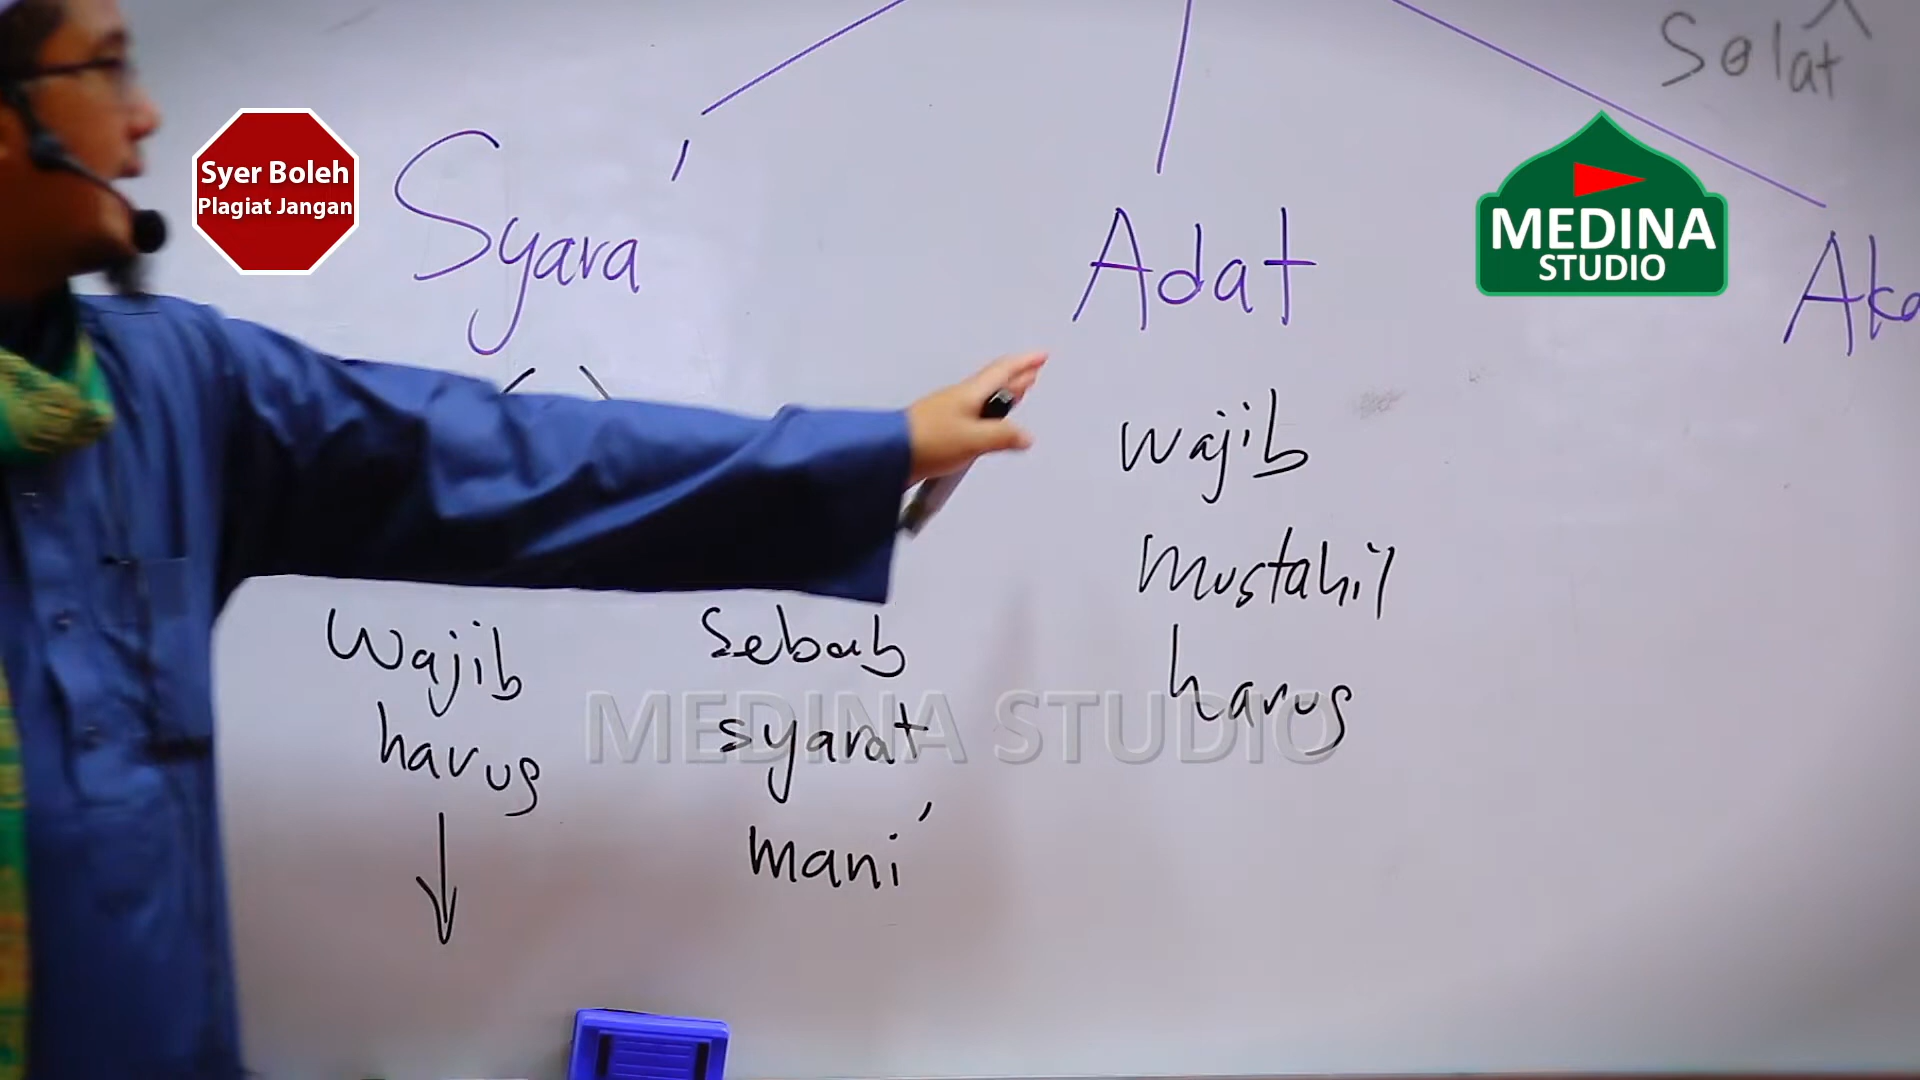 Solat
Syer Boleh
Plagiat Jangan
Syara'
Adat
MEDINA
STUDIO
wajib
mustahil
harus
Wajib
harus
Sebab
syarat
mani'
MEDINA STUDIO